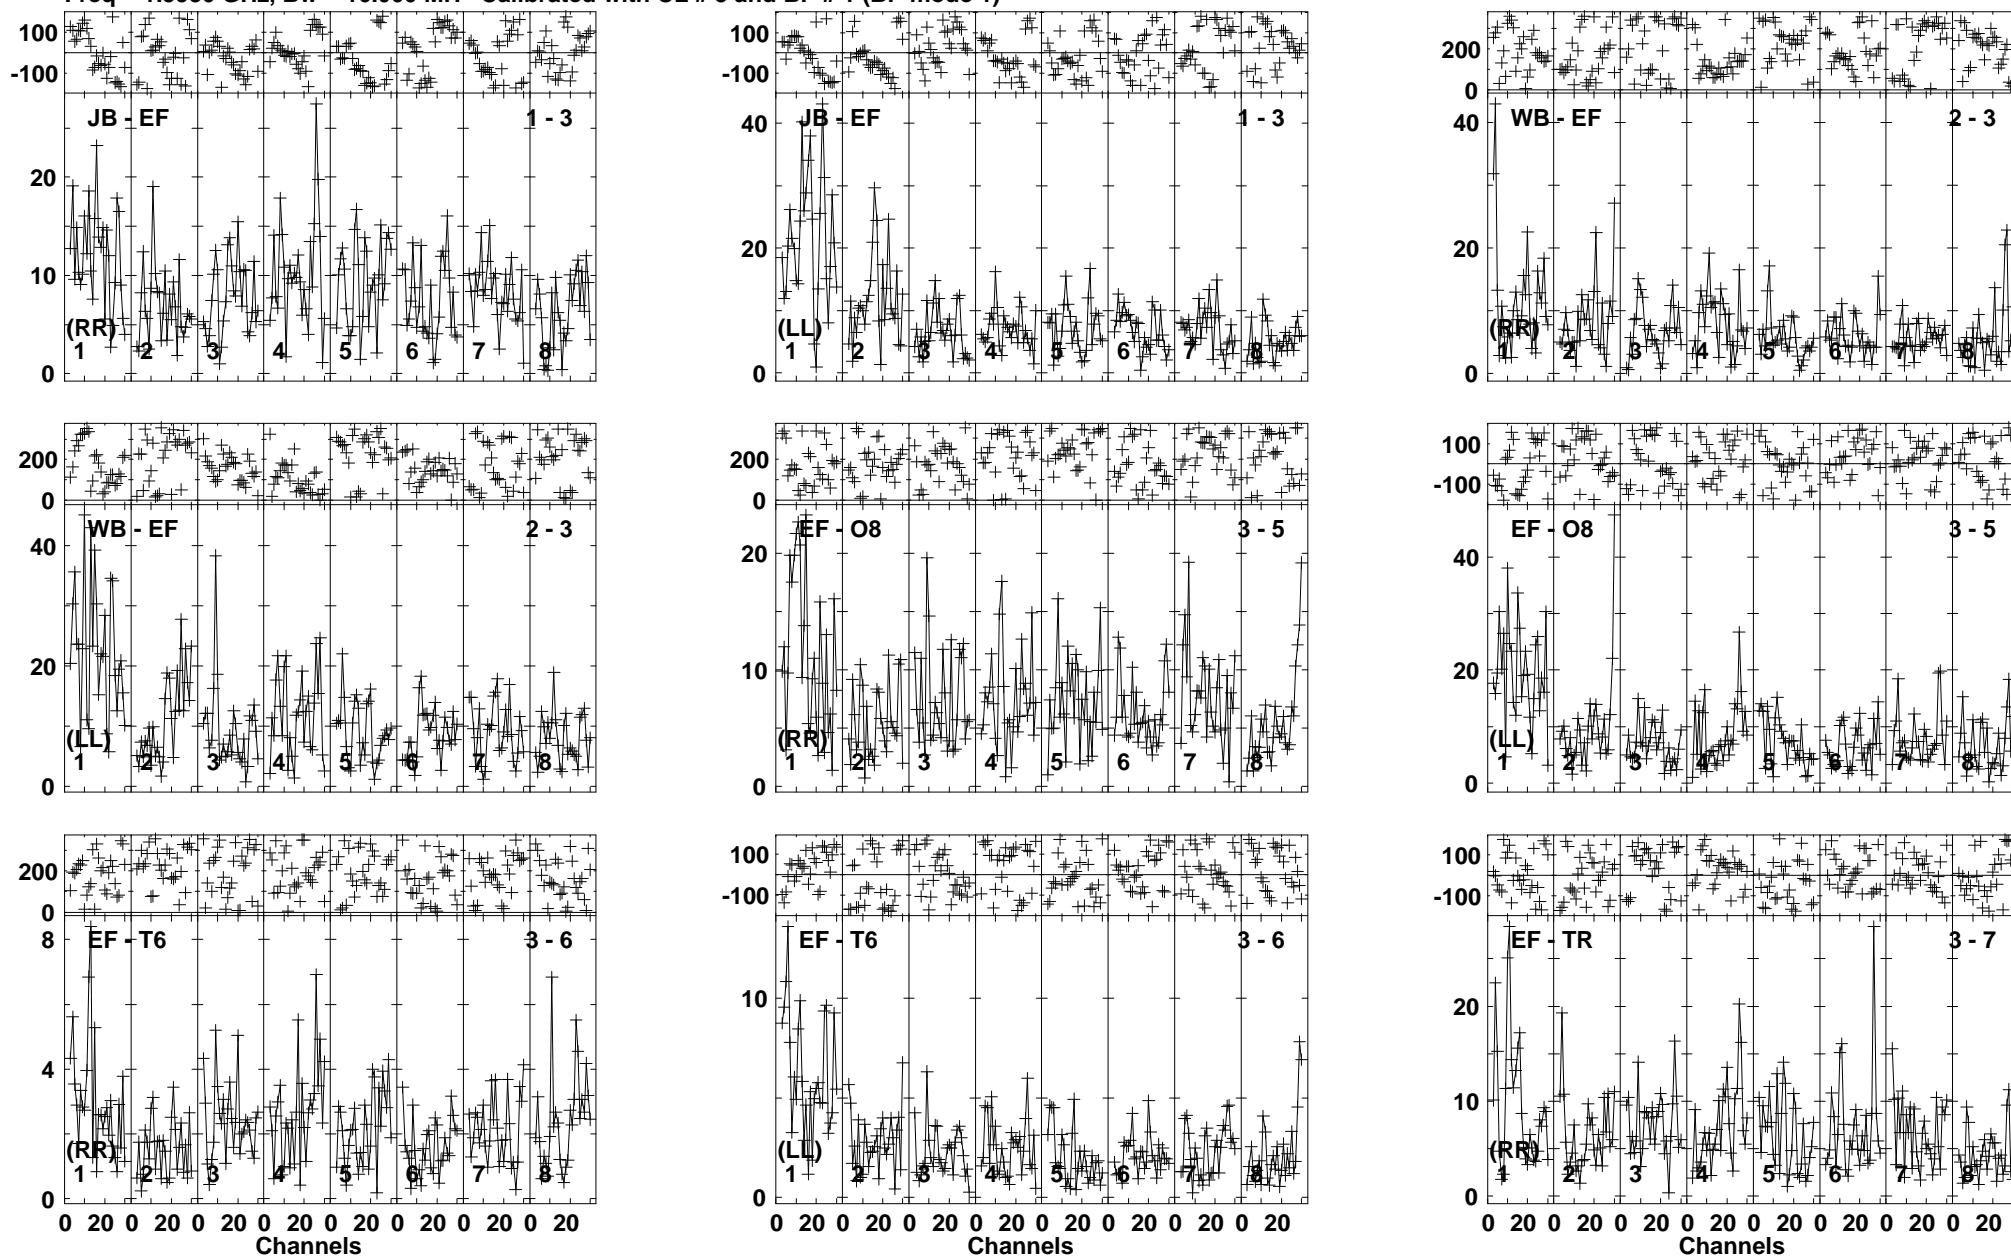 100 -100 JB - EF 1 - 3 20 10 0 (RR) 1 2 3 4 5 6 7 8
100 -100 JB - EF 1 - 3 40 20 0 (LL) 1 2 3 4 5 6 7 8
200 0 WB - EF 2 - 3 40 20 0 (RR) 1 2 3 4 5 6 7 8
200 0 WB - EF 2 - 3 40 20 0 (LL) 1 2 3 4 5 6 7 8
200 0 EF - O8 3 - 5 20 10 0 (RR) 1 2 3 4 5 6 7 8
100 -100 EF - O8 3 - 5 40 20 0 (LL) 1 2 3 4 5 6 7 8
200 0 EF - T6 3 - 6 8 4 0 (RR) 1 2 3 4 5 6 7 8
100 -100 EF - T6 3 - 6 10 0 (LL) 1 2 3 4 5 6 7 8
100 -100 EF - TR 3 - 7 20 10 0 (RR) 1 2 3 4 5 6 7 8
0 20 0 20 0 20 0 20 0 20 0 20 0 20 0 20
Channels
0 20 0 20 0 20 0 20 0 20 0 20 0 20 0 20
Channels
0 20 0 20 0 20 0 20 0 20 0 20 0 20 0 20
Channels